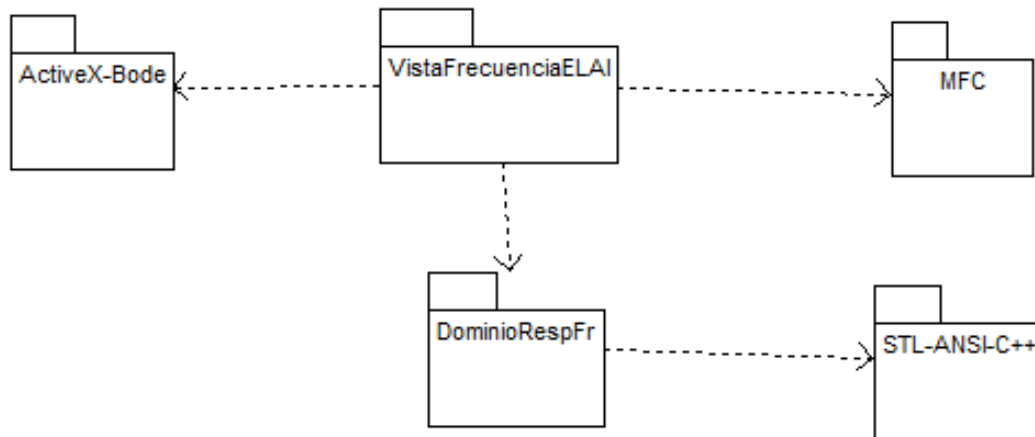 ActiveX-Bode
VistaFrecuenciaELAI
MFC
DominioRespFr
STL-ANSI-C++